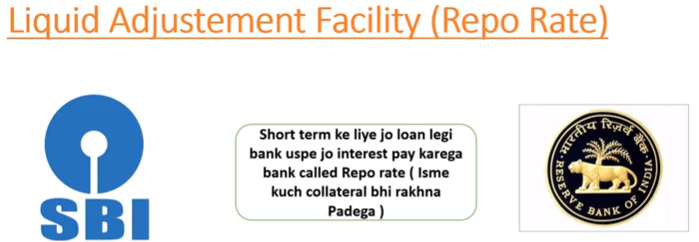 Liquid Adjustement Facility (Repo Rate)
SBI
Short term ke liye jo loan legi
bank uspe jo interest pay karega
bank called Repo rate ( Isme
kuch collateral bhi rakhna
Padega )
भारतीय रिज़र्व बैंक
RESERVE BANK OF INDIA